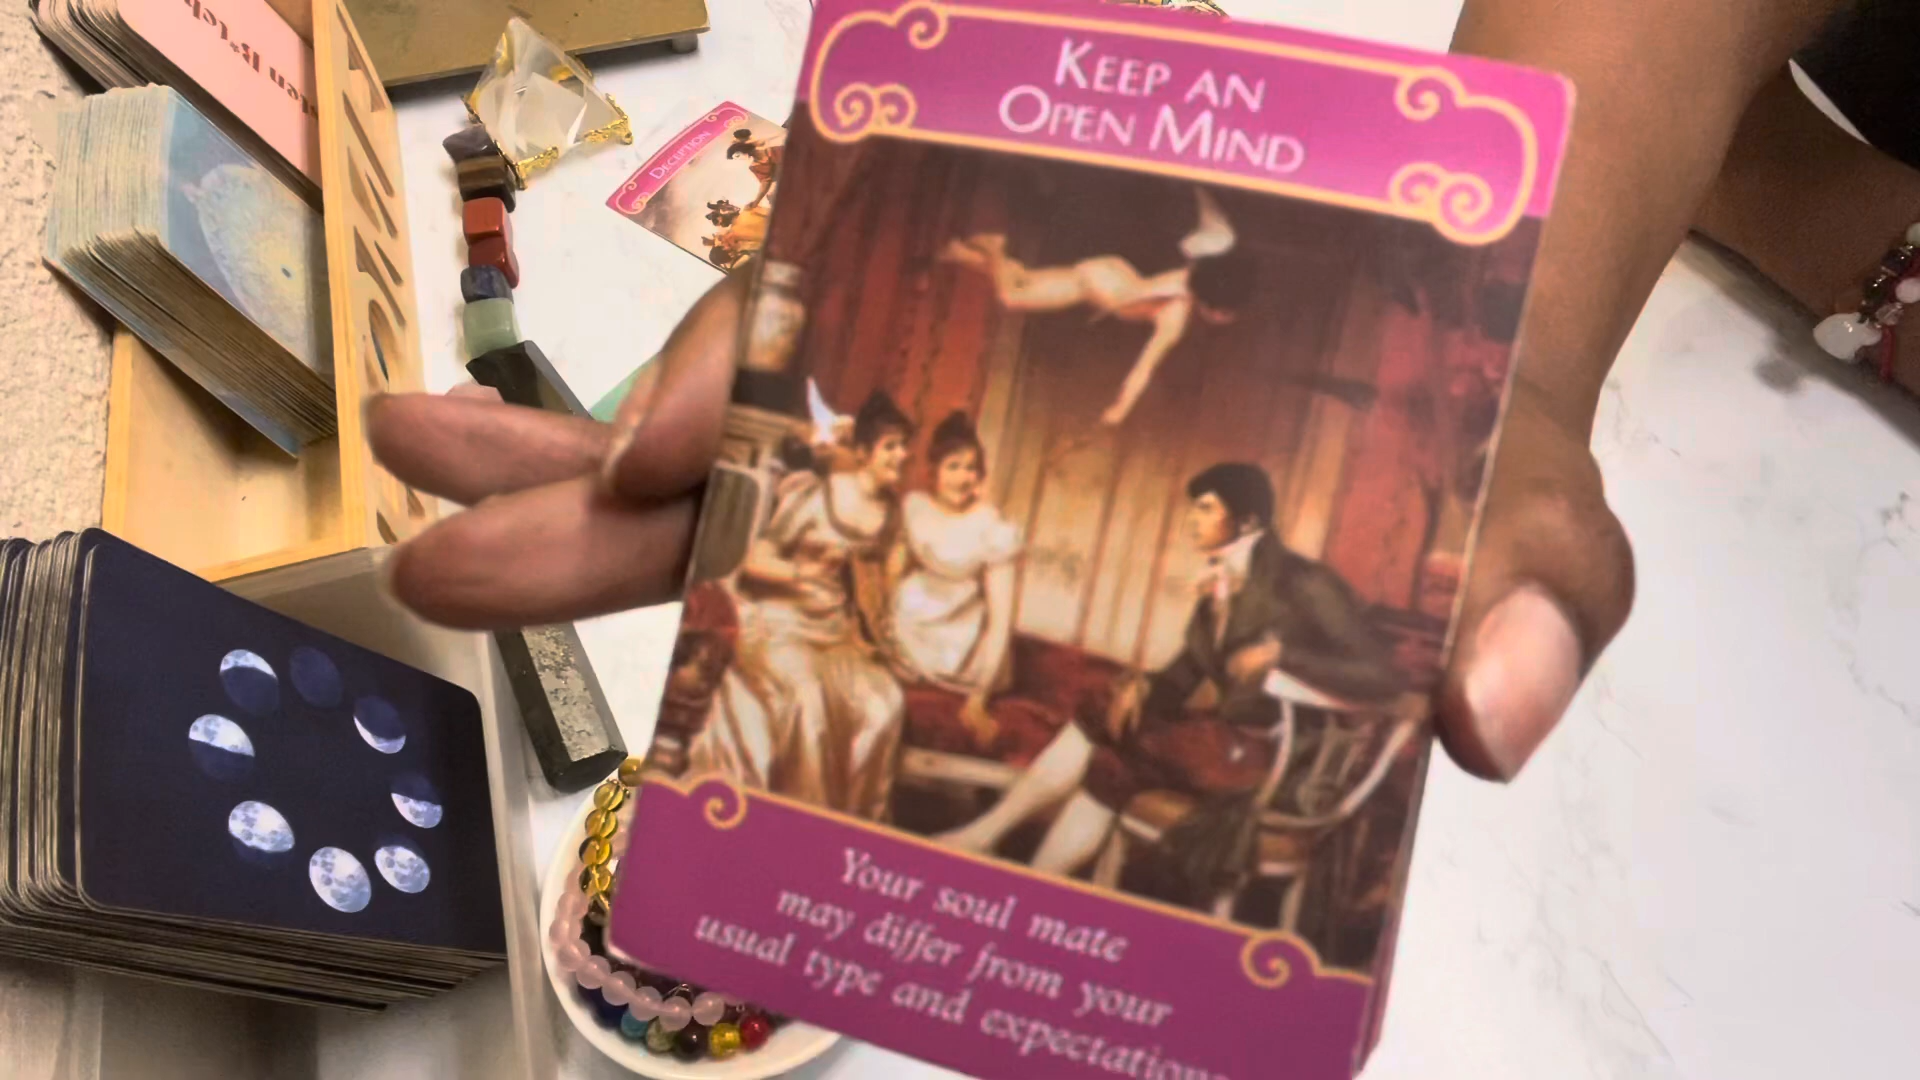 KEEP AN
OPEN MIND
Your soul mate
may differ from your
usual type and expectations
DECEPTION